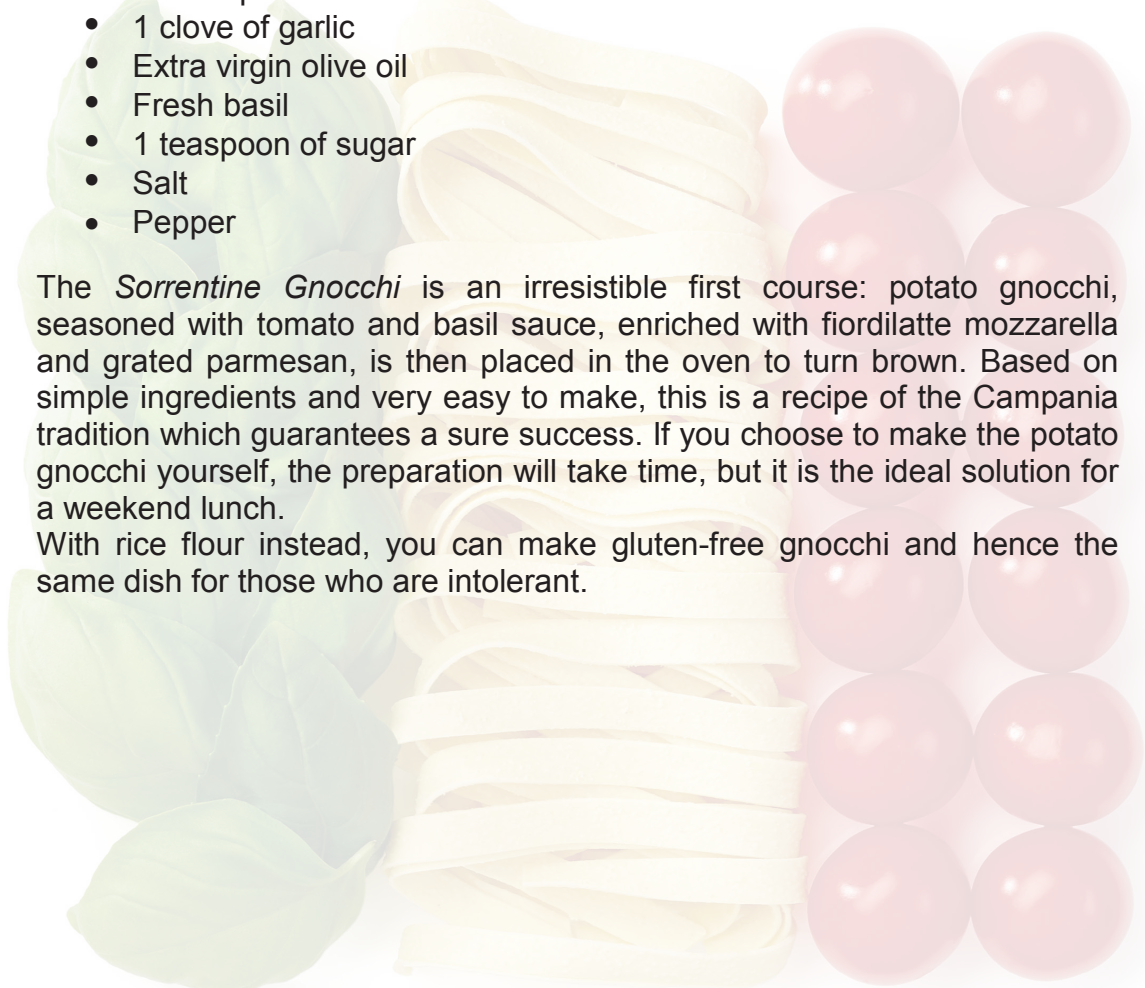 • 1 clove of garlic
• Extra virgin olive oil
• Fresh basil
• 1 teaspoon of sugar
• Salt
• Pepper
The Sorrentine Gnocchi is an irresistible first course: potato gnocchi,
seasoned with tomato and basil sauce, enriched with fiordilatte mozzarella
and grated parmesan, is then placed in the oven to turn brown. Based on
simple ingredients and very easy to make, this is a recipe of the Campania
tradition which guarantees a sure success. If you choose to make the potato
gnocchi yourself, the preparation will take time, but it is the ideal solution for
a weekend lunch.
With rice flour instead, you can make gluten-free gnocchi and hence the
same dish for those who are intolerant.